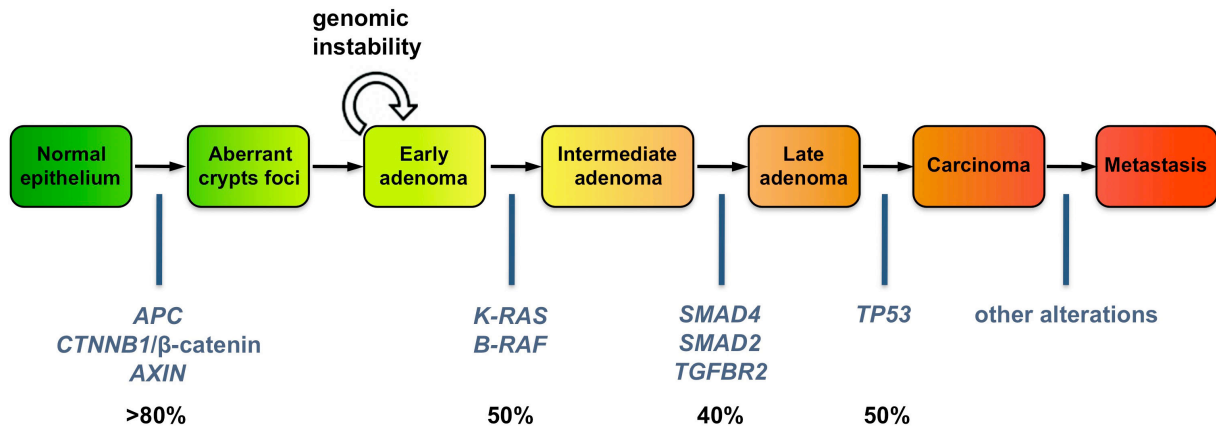 genomic
instability
Normal
epithelium
Aberrant
crypts foci
Early
adenoma
Intermediate
adenoma
Late
adenoma
Carcinoma
Metastasis
APC
CTNNB1/β-catenin
AXIN
>80%
K-RAS
B-RAF
50%
SMAD4
SMAD2
TGFBR2
40%
TP53
50%
other alterations